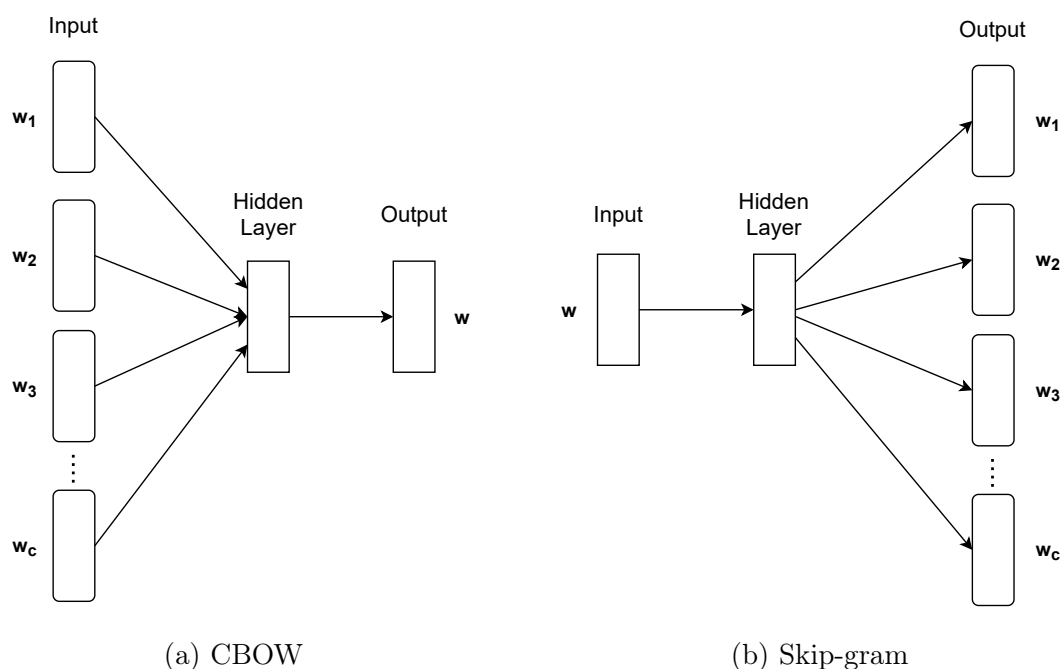 Input
w1
w2
w3
wc
Hidden
Layer
Output
w
(a) CBOW
Input
w
Hidden
Layer
Output
w1
w2
w3
wc
(b) Skip-gram